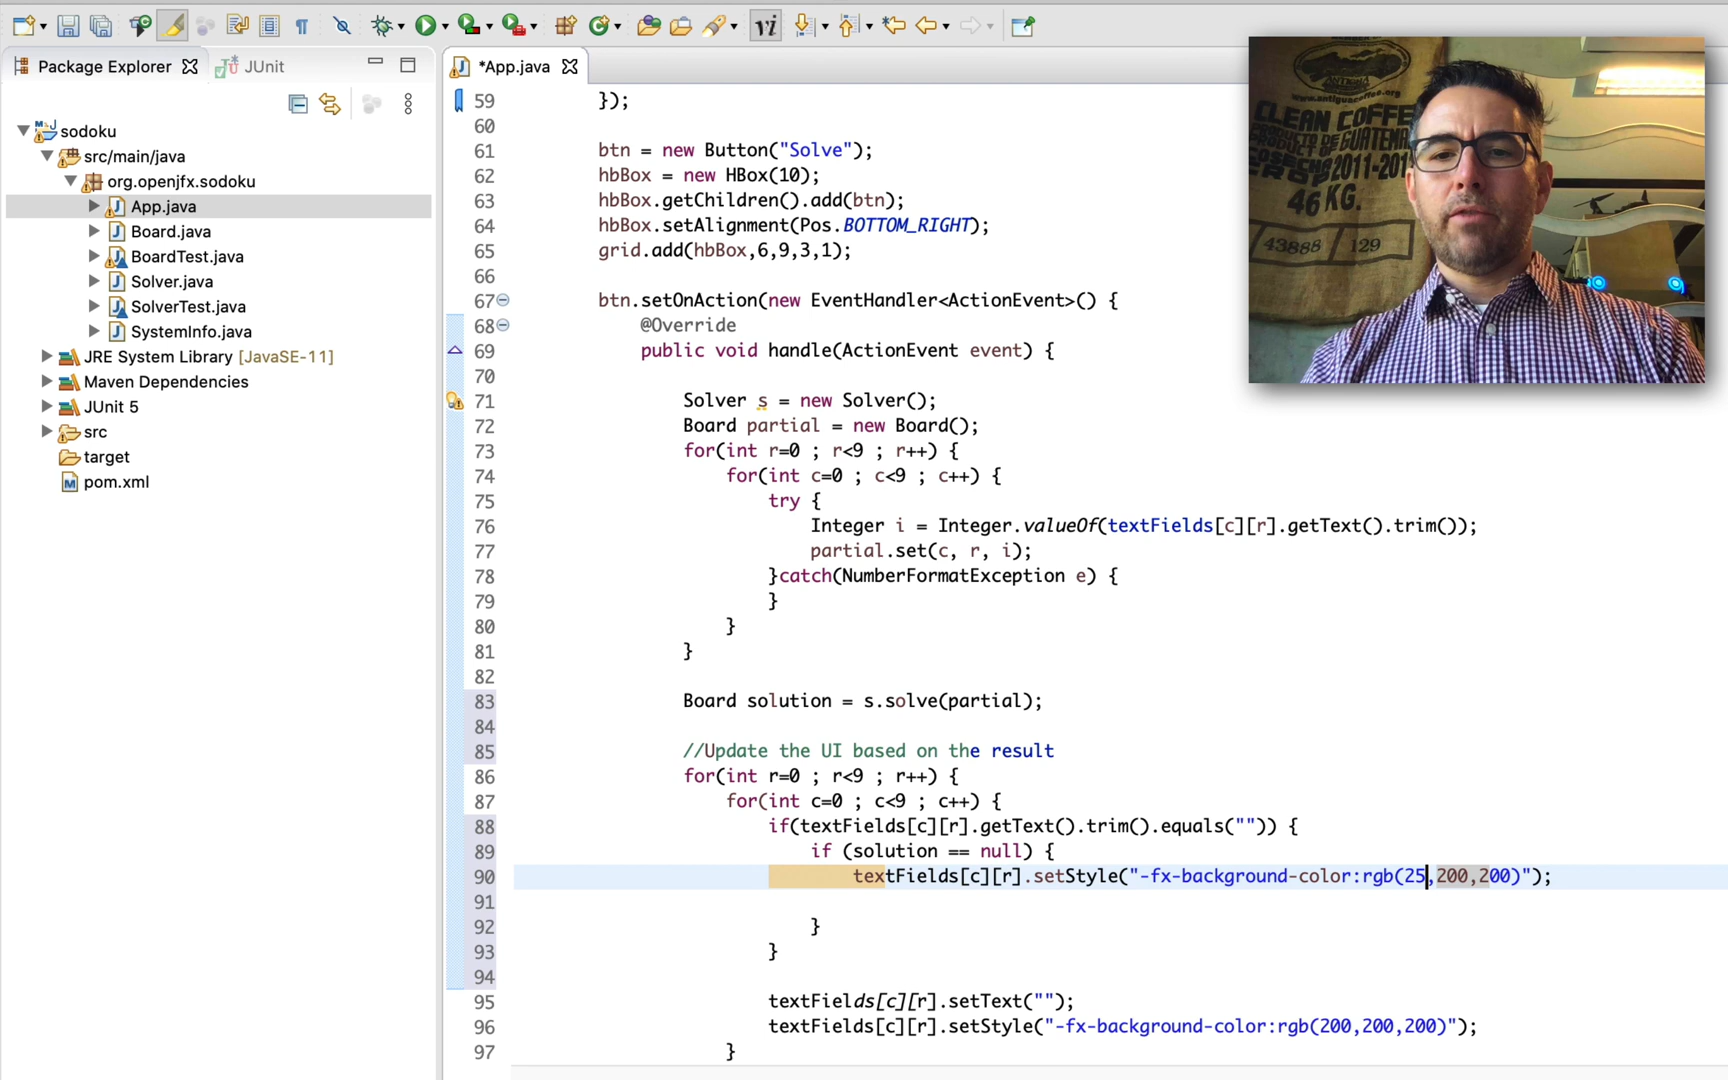 Package Explorer
JUnit
*App.java
sodoku
src/main/java
org.openjfx.sodoku
App.java
Board.java
BoardTest.java
Solver.java
SolverTest.java
SystemInfo.java
JRE System Library [JavaSE-11]
Maven Dependencies
JUnit 5
src
target
pom.xml
59 });
60
61 btn = new Button("Solve");
62 hbBox = new HBox(10);
63 hbBox.getChildren().add(btn);
64 hbBox.setAlignment(Pos.BOTTOM_RIGHT);
65 grid.add(hbBox,6,9,3,1);
66
67 btn.setOnAction(new EventHandler<ActionEvent>() {
68 @Override
69 public void handle(ActionEvent event) {
70
71 Solver s = new Solver();
72 Board partial = new Board();
73 for(int r=0 ; r<9 ; r++) {
74 for(int c=0 ; c<9 ; c++) {
75 try {
76 Integer i = Integer.valueOf(textFields[c][r].getText().trim());
77 partial.set(c, r, i);
78 }catch(NumberFormatException e) {
79 }
80 }
81 }
82
83 Board solution = s.solve(partial);
84
85 //Update the UI based on the result
86 for(int r=0 ; r<9 ; r++) {
87 for(int c=0 ; c<9 ; c++) {
88 if(textFields[c][r].getText().trim().equals("")) {
89 if (solution == null) {
90 textFields[c][r].setStyle("-fx-background-color:rgb(25,200,200)");
91
92 }
93 }
94
95 textFields[c][r].setText("");
96 textFields[c][r].setStyle("-fx-background-color:rgb(200,200,200)");
97 }
www.antiguacoffee.org
CLEAN COFFEE
PRODUCTO DE GUATEMA
COSECHA 2011-201
CROP
46 KG.
43888 129
vi